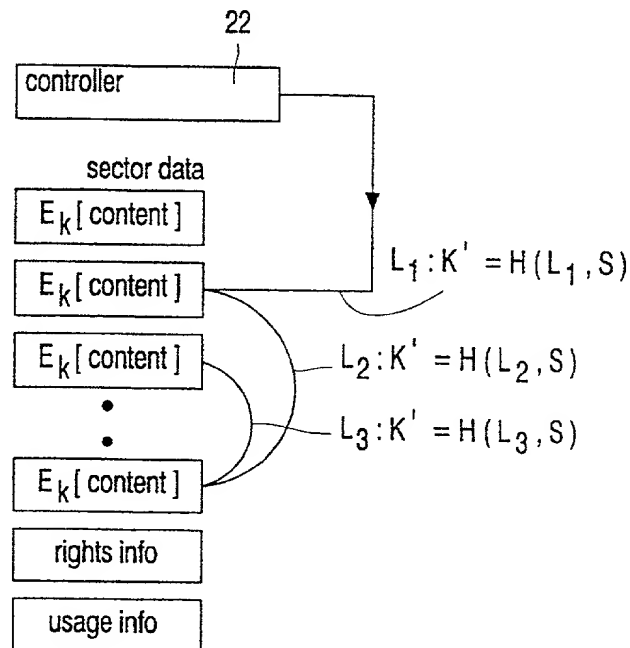 22
controller
sector data
E_k[content]
E_k[content]
L_1:K' = H(L_1,S)
E_k[content]
L_2:K' = H(L_2,S)
L_3:K' = H(L_3,S)
E_k[content]
rights info
usage info